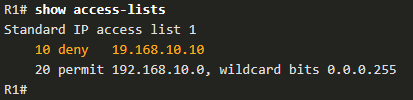 R1# show access-lists
Standard IP access list 1
    10 deny   19.168.10.10
    20 permit 192.168.10.0, wildcard bits 0.0.0.255
R1#